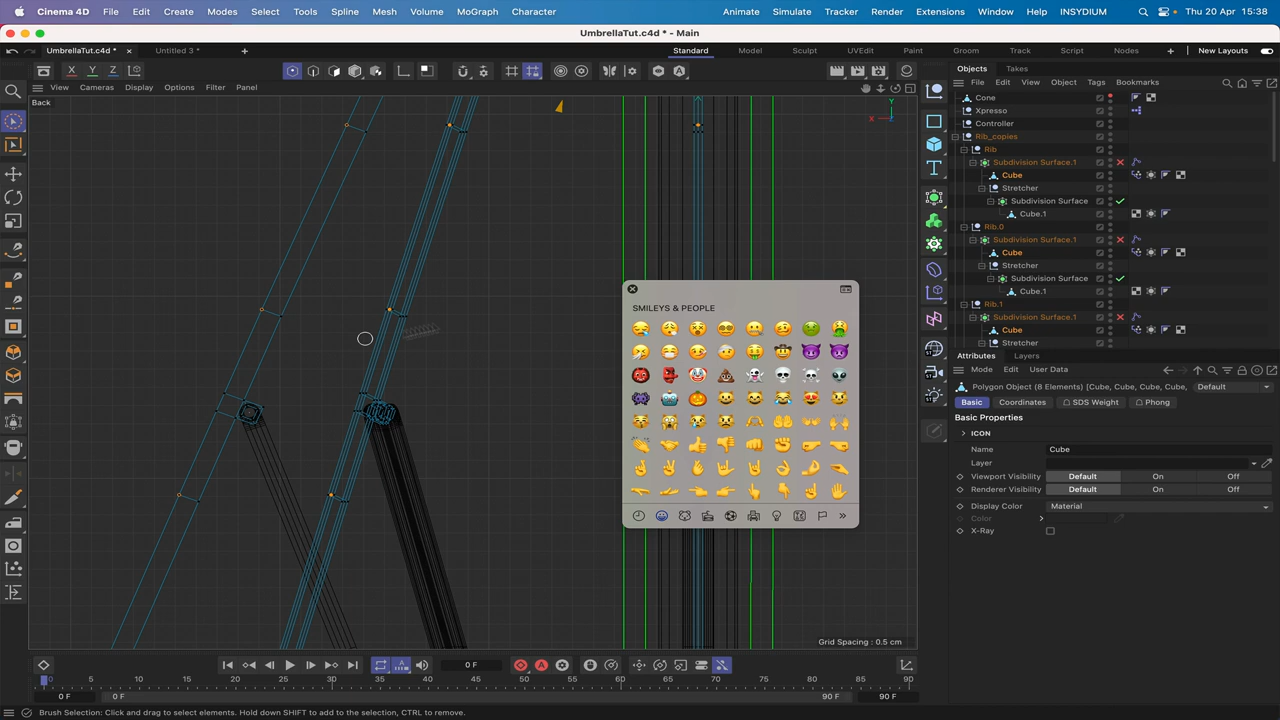 Cinema 4D File Edit Create Modes Select Tools Spline Mesh Volume MoGraph Character Animate Simulate Tracker Render Extensions Window Help INSYDIUM Thu 20 Apr 15:38
UmbrellaTut.c4d * - Main
UmbrellaTut.c4d * Untitled 3 * Standard Model Sculpt UVEdit Paint Groom Track Script Nodes New Layouts
X Y Z
Objects Takes
View Cameras Display Options Filter Panel
File Edit View Object Tags Bookmarks
Back
Y
X
Cone
Xpresso
Controller
Rib_copies
Rib
Subdivision Surface.1
Cube
Stretcher
Subdivision Surface
Cube.1
Rib.0
Subdivision Surface.1
Cube
Stretcher
Subdivision Surface
Cube.1
Rib.1
Subdivision Surface.1
Cube
Stretcher
SMILEYS & PEOPLE
Attributes Layers
Mode Edit User Data
Polygon Object (8 Elements) [Cube, Cube, Cube, Cube, Default
Basic Coordinates SDS Weight Phong
Basic Properties
ICON
Name Cube
Layer
Viewport Visibility Default On Off
Renderer Visibility Default On Off
Display Color Material
Color
X-Ray
Grid Spacing : 0.5 cm
0 F
0 5 10 15 20 25 30 35 40 45 50 55 60 65 70 75 80 85 90
0 F 0 F 90 F 90 F
Brush Selection: Click and drag to select elements. Hold down SHIFT to add to the selection, CTRL to remove.